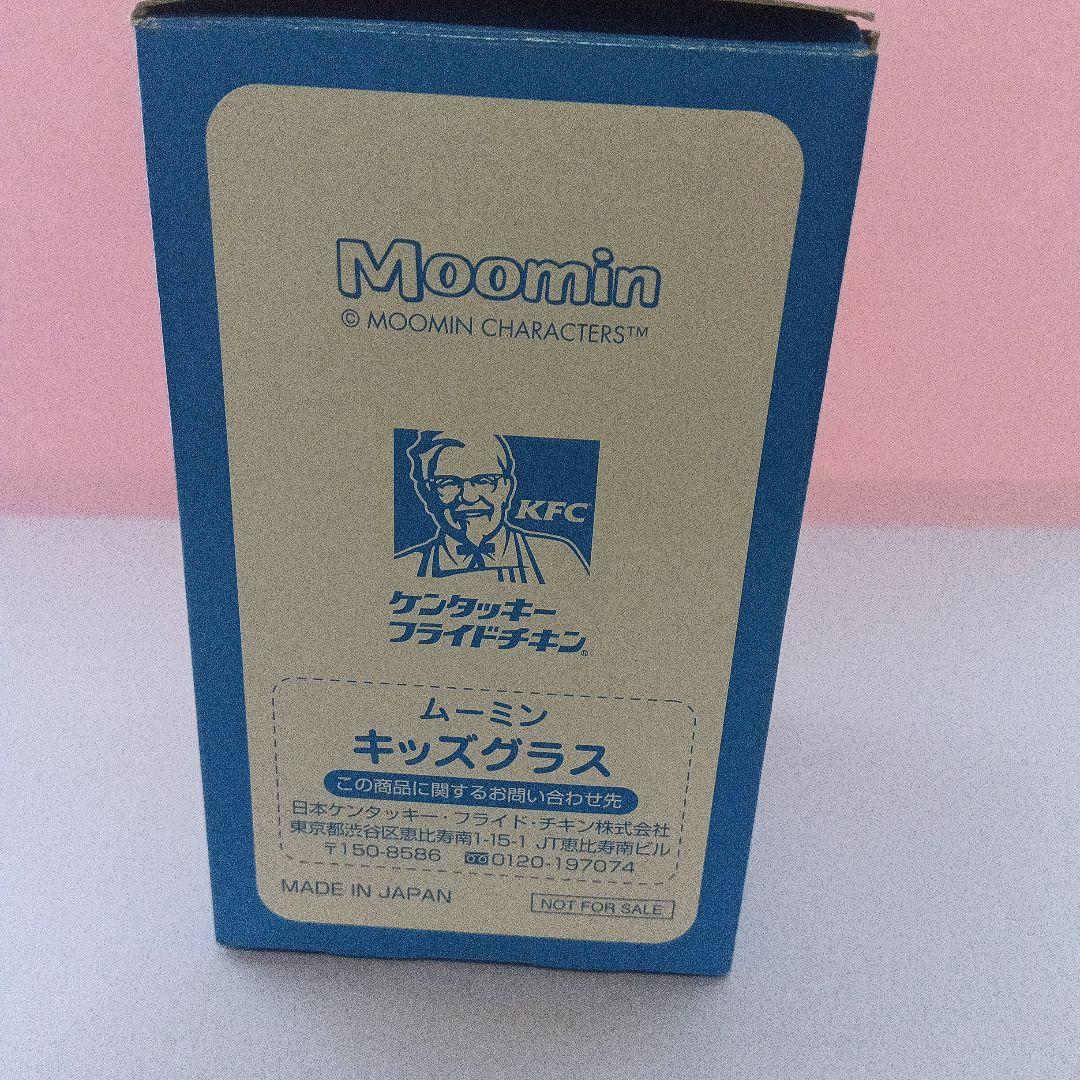 Moomin
© MOOMIN CHARACTERS™
KFC
ケンタッキー
フライドチキン®
ムーミン
キッズグラス
この商品に関するお問い合わせ先
日本ケンタッキー・フライド・チキン株式会社
東京都渋谷区恵比寿南1-15-1 JT恵比寿南ビル
〒150-8586 0120-197074
MADE IN JAPAN
NOT FOR SALE